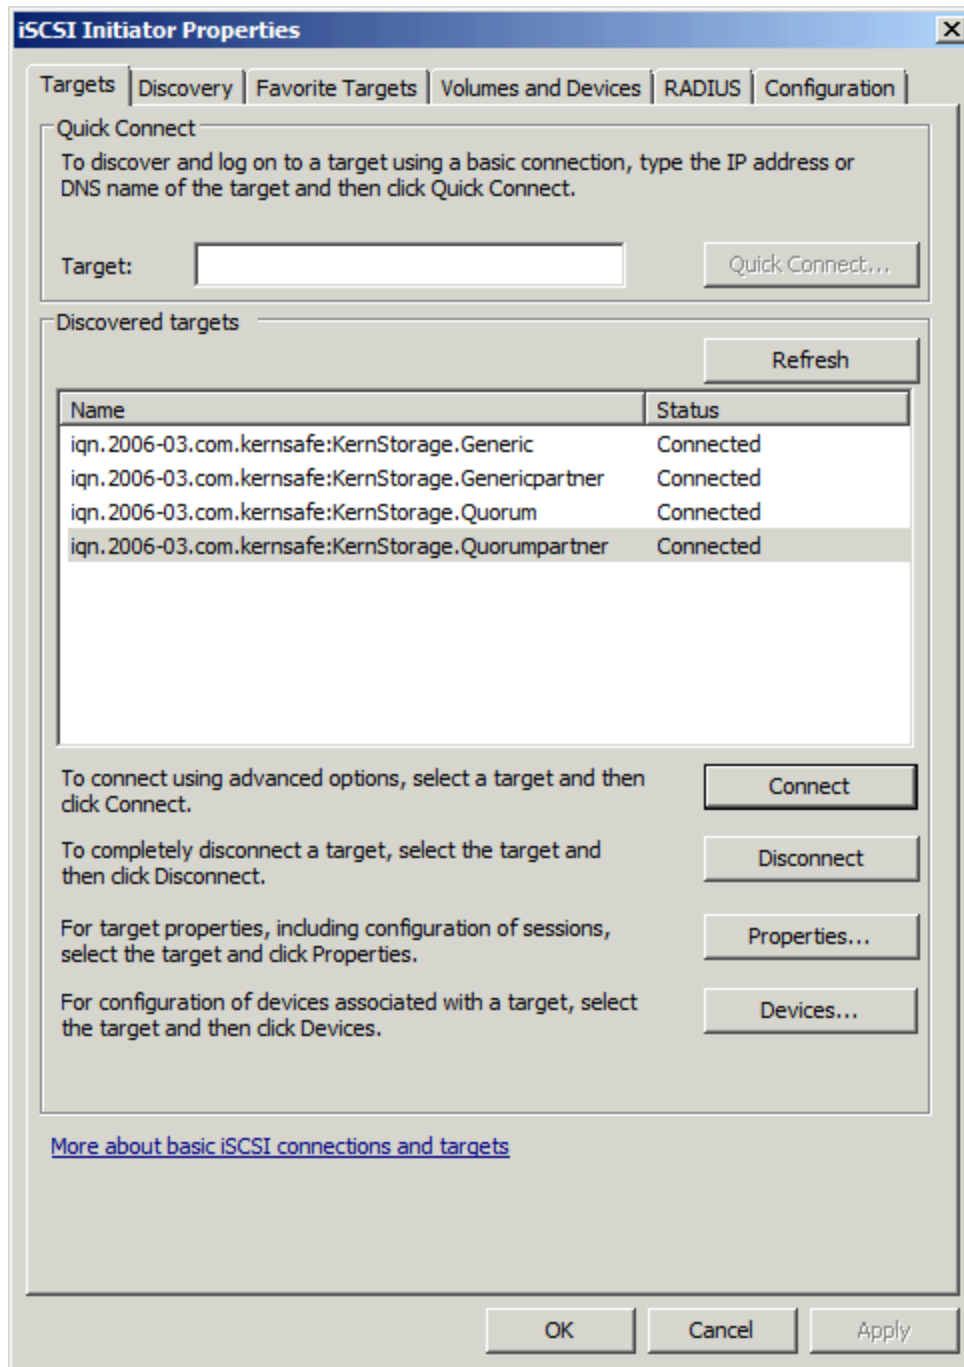 iSCSI Initiator Properties
Targets Discovery Favorite Targets Volumes and Devices RADIUS Configuration
Quick Connect
To discover and log on to a target using a basic connection, type the IP address or
DNS name of the target and then click Quick Connect.
Target: Quick Connect...
Discovered targets
Refresh
Name Status
iqn.2006-03.com.kernsafe:KernStorage.Generic Connected
iqn.2006-03.com.kernsafe:KernStorage.Genericpartner Connected
iqn.2006-03.com.kernsafe:KernStorage.Quorum Connected
iqn.2006-03.com.kernsafe:KernStorage.Quorumpartner Connected
To connect using advanced options, select a target and then
click Connect.
Connect
To completely disconnect a target, select the target and
then click Disconnect.
Disconnect
For target properties, including configuration of sessions,
select the target and click Properties.
Properties...
For configuration of devices associated with a target, select
the target and then click Devices.
Devices...
More about basic iSCSI connections and targets
OK Cancel Apply